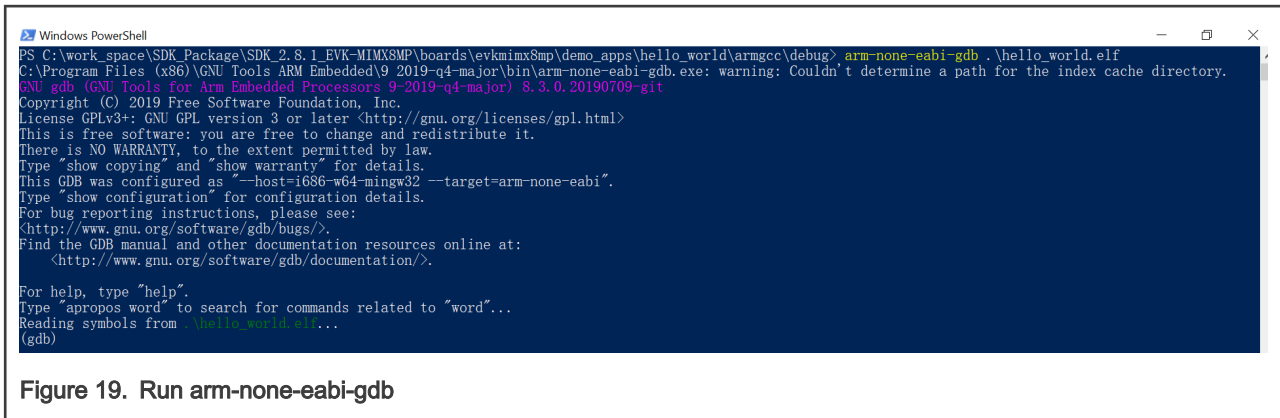 Windows PowerShell
PS C:\work_space\SDK_Package\SDK_2.8.1_EVK-MIMX8MP\boards\evkmimx8mp\demo_apps\hello_world\armgcc\debug> arm-none-eabi-gdb .\hello_world.elf
C:\Program Files (x86)\GNU Tools ARM Embedded\9 2019-q4-major\bin\arm-none-eabi-gdb.exe: warning: Couldn't determine a path for the index cache directory.
GNU gdb (GNU Tools for Arm Embedded Processors 9-2019-q4-major) 8.3.0.20190709-git
Copyright (C) 2019 Free Software Foundation, Inc.
License GPLv3+: GNU GPL version 3 or later <http://gnu.org/licenses/gpl.html>
This is free software: you are free to change and redistribute it.
There is NO WARRANTY, to the extent permitted by law.
Type "show copying" and "show warranty" for details.
This GDB was configured as "--host=i686-w64-mingw32 --target=arm-none-eabi".
Type "show configuration" for configuration details.
For bug reporting instructions, please see:
<http://www.gnu.org/software/gdb/bugs/>.
Find the GDB manual and other documentation resources online at:
    <http://www.gnu.org/software/gdb/documentation/>.
For help, type "help".
Type "apropos word" to search for commands related to "word"...
Reading symbols from .\hello_world.elf...
(gdb)
Figure 19. Run arm-none-eabi-gdb